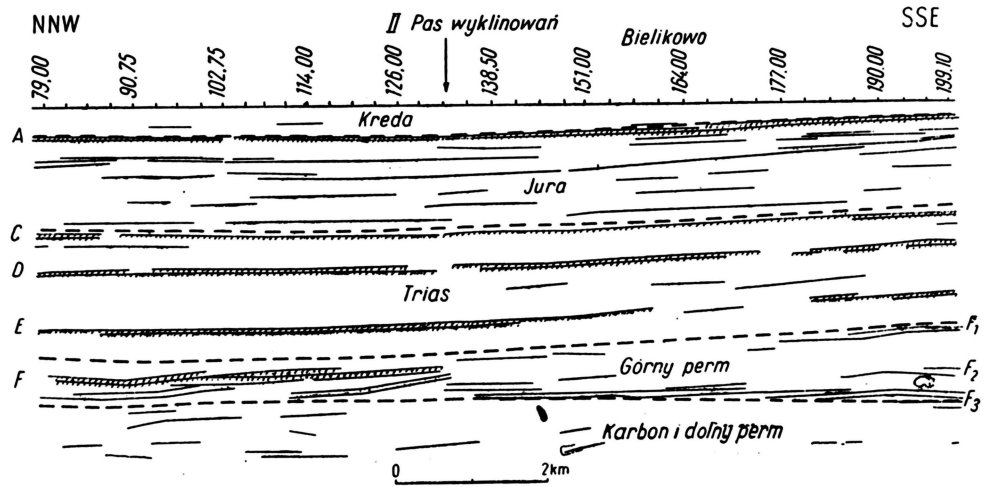 NNW
II Pas wyklinowań
Bielikowo
SSE
79,00 90,75 102,75 114,00 126,00 138,50 151,00 164,00 177,00 190,00 199,10
Kreda
A
Jura
C
D
Trias
E
F1
F
Górny perm
F2
F3
Karbon i dolny perm
0 2km